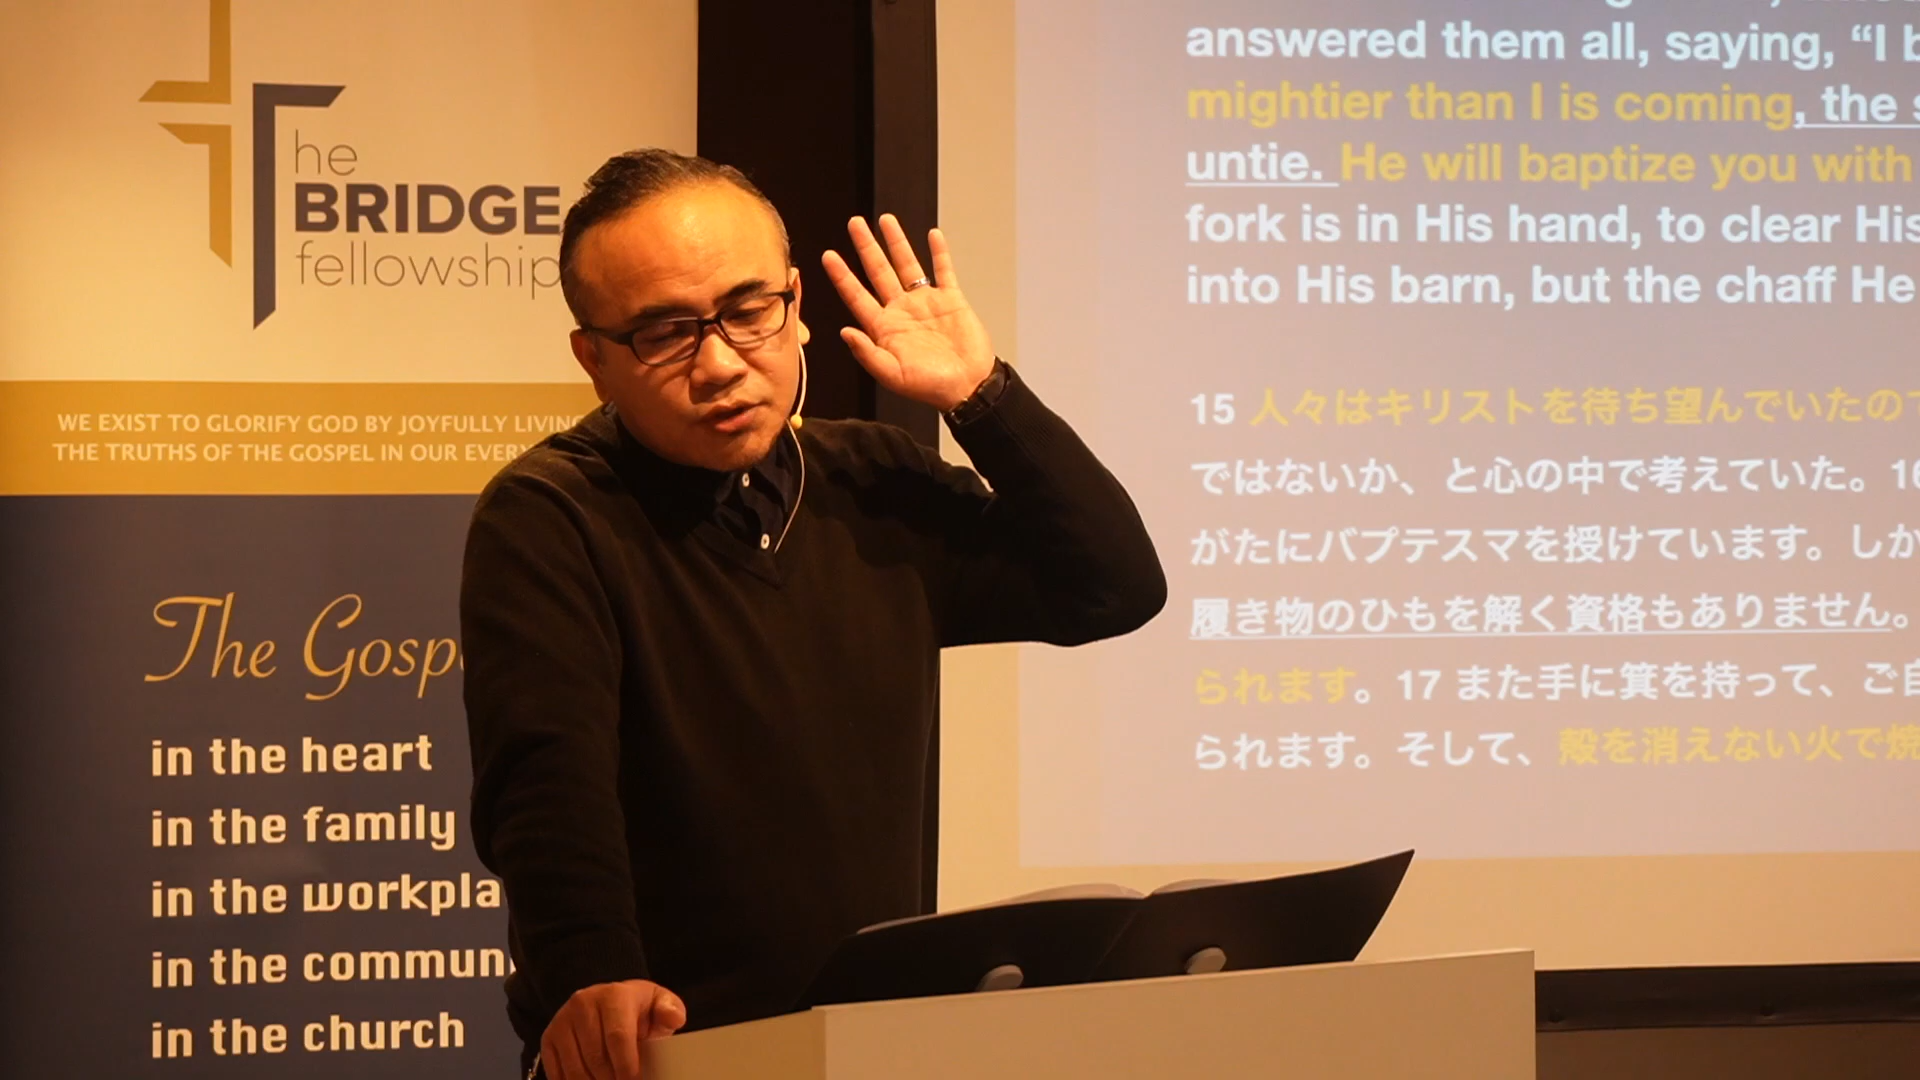 he
BRIDGE
fellowship
WE EXIST TO GLORIFY GOD BY JOYFULLY LIVING
THE TRUTHS OF THE GOSPEL IN OUR
The
in the heart
in the family
in the
in the
in the church
answered them all, saying, “I
mightier than I is coming, the
untie. He will baptize you with
fork is in His hand, to clear His
into His barn, but the chaff He
15 人々はキリストを待ち望んでいたので
ではないか、と心の中で考えていた。16
がたにバプテスマを授けています。しか
履き物のひもを解く資格もありません。
られます。17 また手に箕を持って、ご自
られます。そして、殻を消えない火で焼